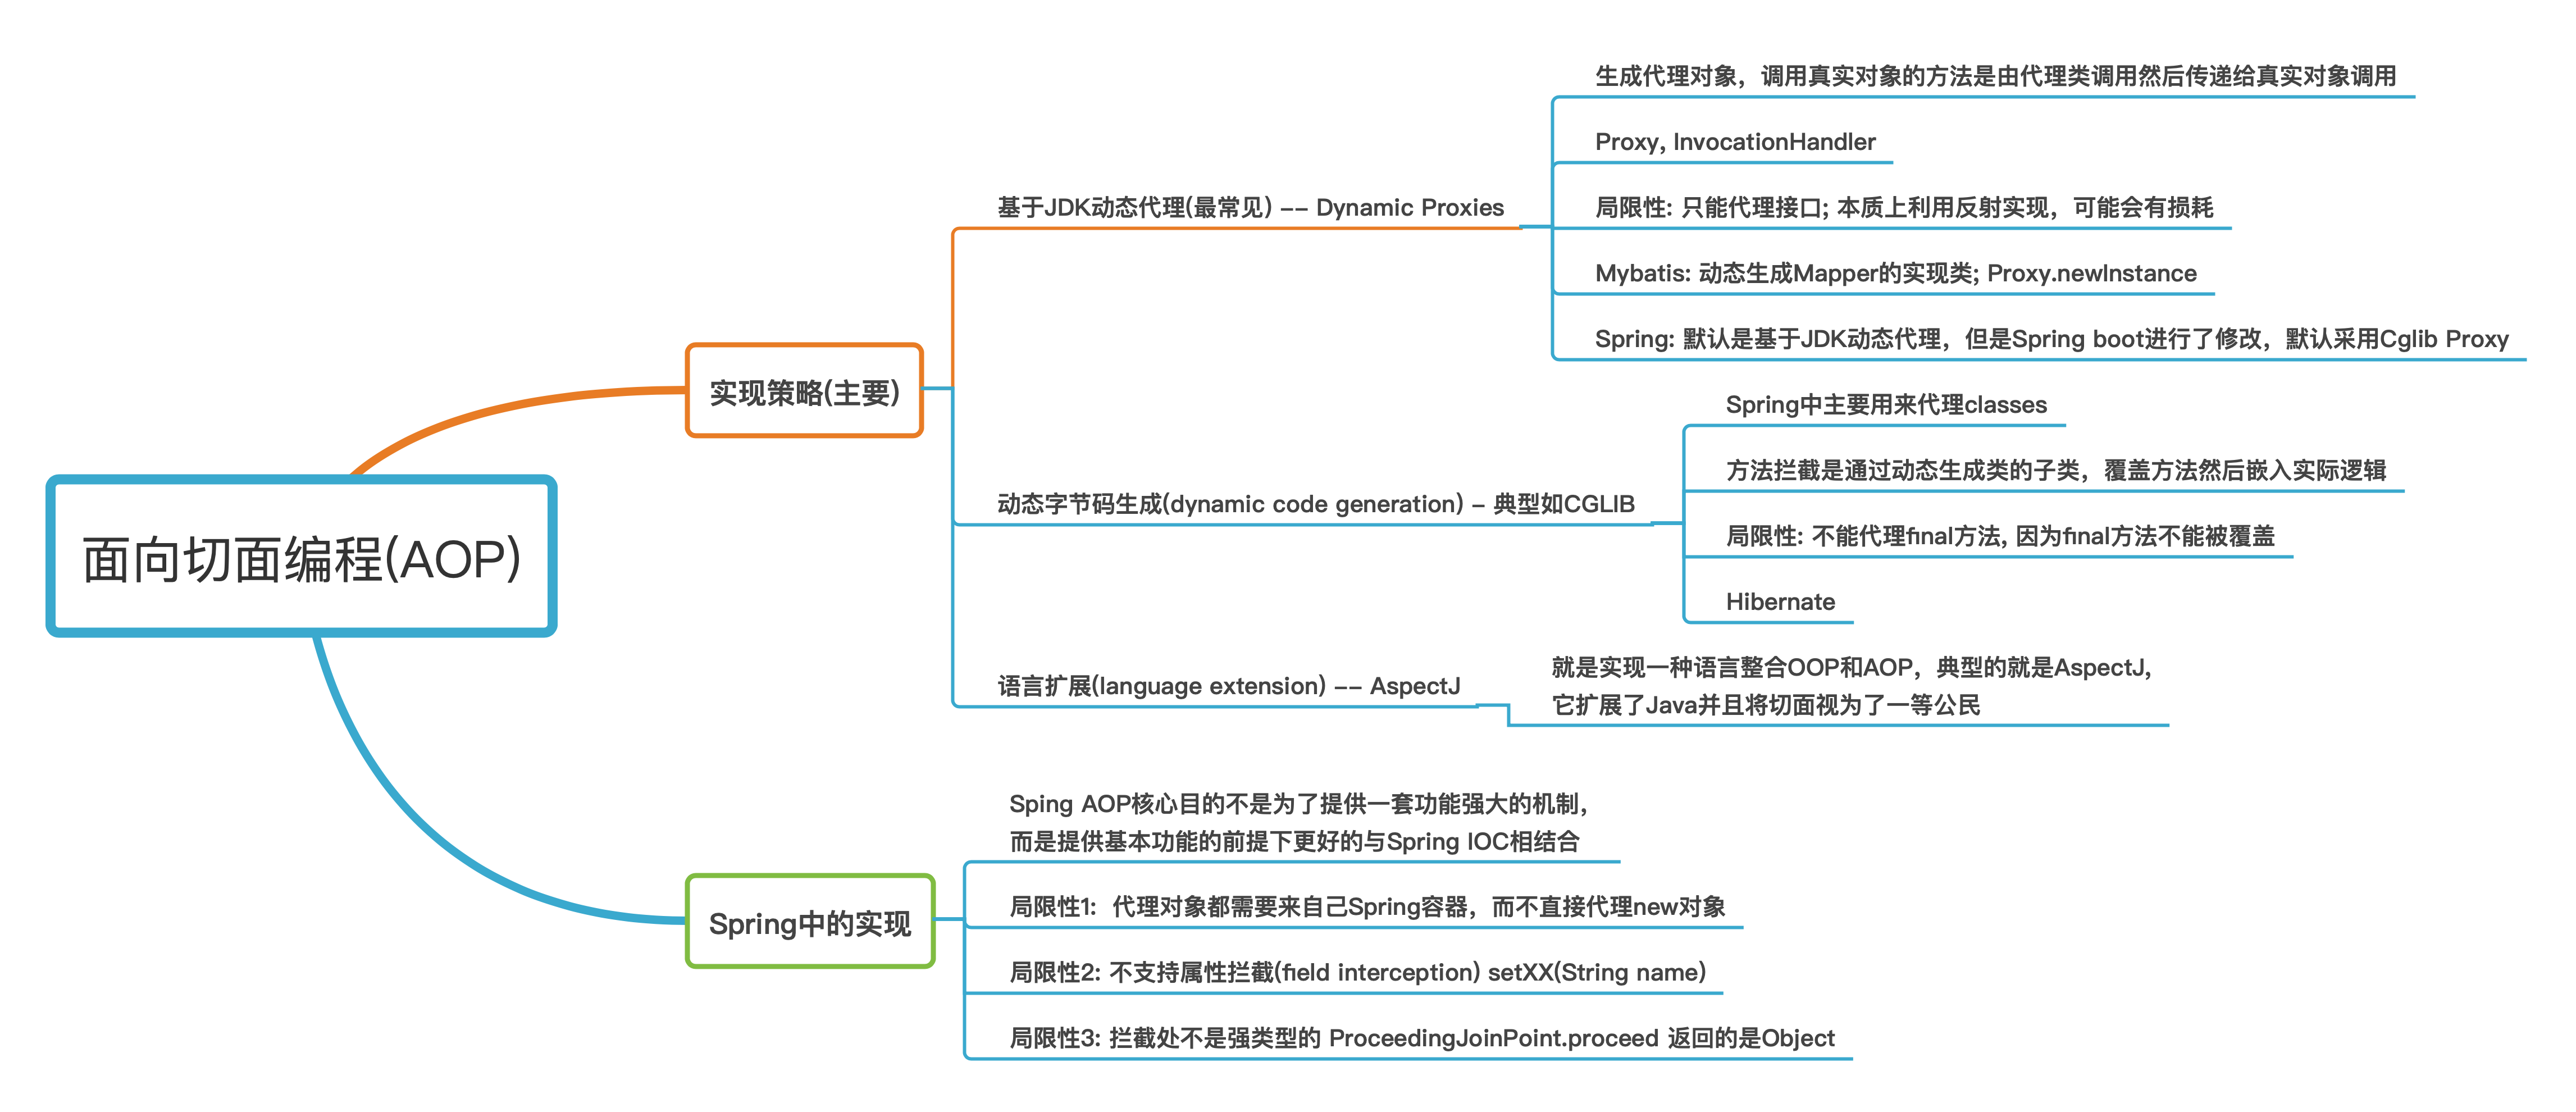 面向切面编程(AOP)
实现策略(主要)
基于JDK动态代理(最常见) -- Dynamic Proxies
生成代理对象，调用真实对象的方法是由代理类调用然后传递给真实对象调用
Proxy, InvocationHandler
局限性: 只能代理接口; 本质上利用反射实现，可能会有损耗
Mybatis: 动态生成Mapper的实现类; Proxy.newInstance
Spring: 默认是基于JDK动态代理，但是Spring boot进行了修改，默认采用Cglib Proxy
动态字节码生成(dynamic code generation) – 典型如CGLIB
Spring中主要用来代理classes
方法拦截是通过动态生成类的子类，覆盖方法然后嵌入实际逻辑
局限性: 不能代理final方法, 因为final方法不能被覆盖
Hibernate
语言扩展(language extension) -- AspectJ
就是实现一种语言整合OOP和AOP，典型的就是AspectJ,
它扩展了Java并且将切面视为了一等公民
Spring中的实现
Sping AOP核心目的不是为了提供一套功能强大的机制，
而是提供基本功能的前提下更好的与Spring IOC相结合
局限性1:  代理对象都需要来自己Spring容器，而不直接代理new对象
局限性2: 不支持属性拦截(field interception) setXX(String name)
局限性3: 拦截处不是强类型的 ProceedingJoinPoint.proceed 返回的是Object